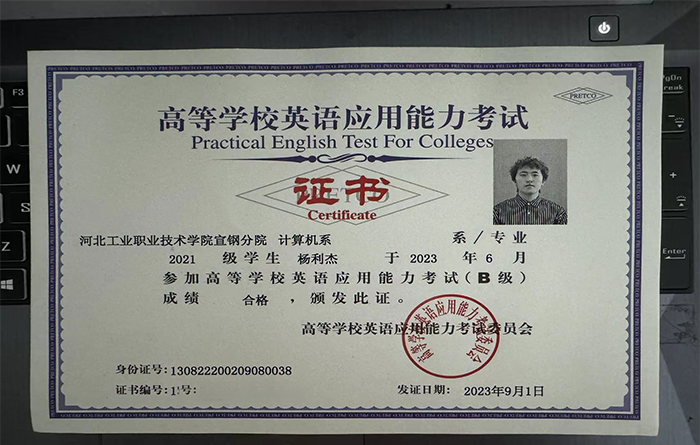 PRETCO
高等学校英语应用能力考试
Practical English Test For Colleges
证书
Certificate
河北工业职业技术学院宣钢分院 计算机系 系/专业
2021 级学生 杨利杰 于 2023 年 6 月
参加高等学校英语应用能力考试(B级)
成绩 合格 ,颁发此证。
高等学校英语应用能力考试委员会
高等学校英语应用能力考试委员会
身份证号:130822200209080038
证书编号:
发证日期: 2023年9月1日
F3
W
S
Z
PgDn
Break